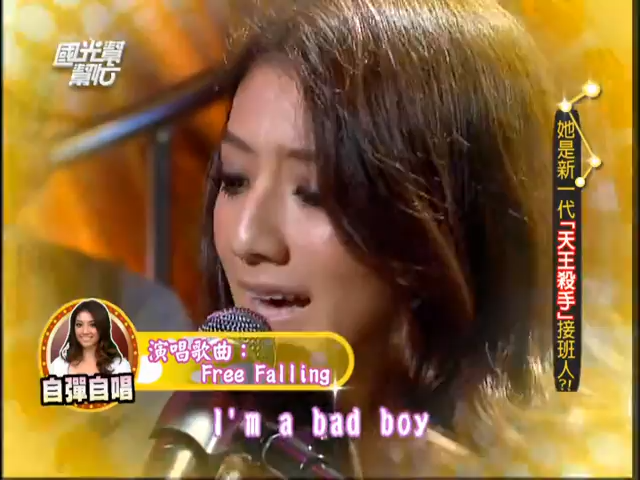 國光幫
幫忙
她是新一代「天王殺手」接班人?!
演唱歌曲：
Free Falling
自彈自唱
I'm a bad boy